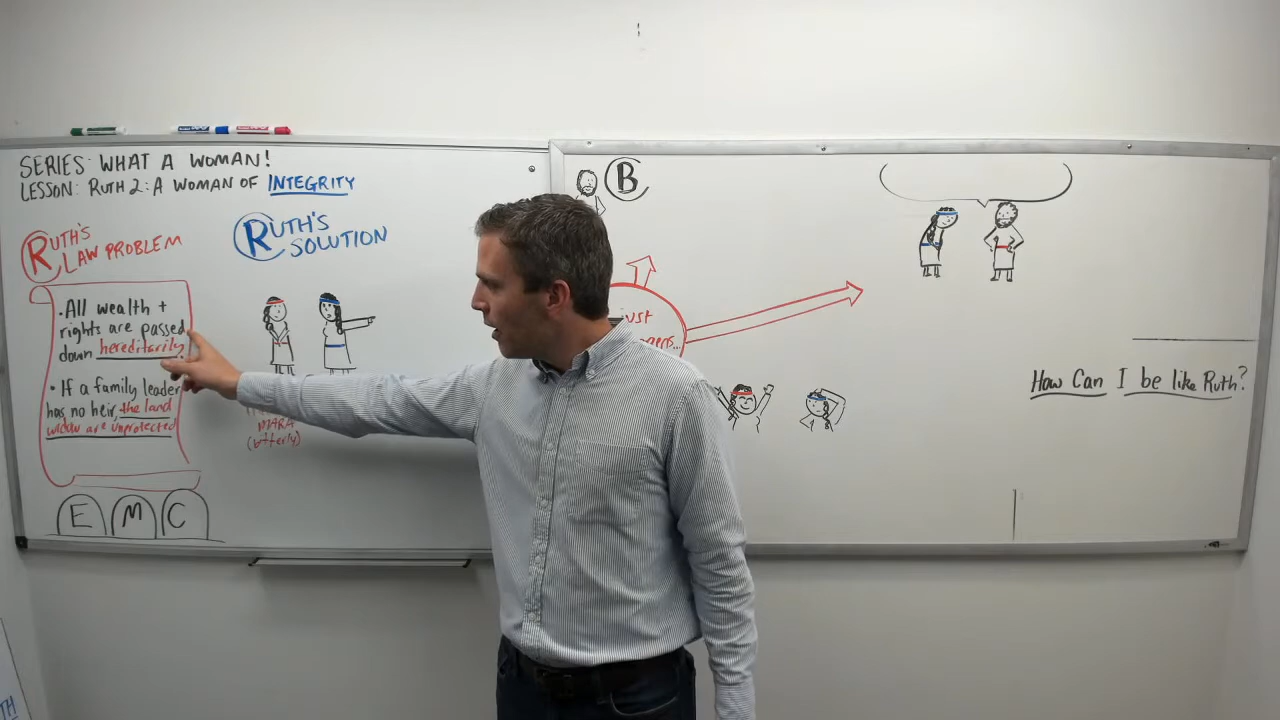 SERIES: WHAT A WOMAN!
LESSON: RUTH 2: A WOMAN OF INTEGRITY
RUTH'S
LAW PROBLEM
• All wealth +
rights are passed
down hereditarily.
• If a family leader
has no heir, the land
widow are unprotected
E M C
RUTH'S
SOLUTION
MARA
(bitterly)
B
just
How Can I be like Ruth?
TH